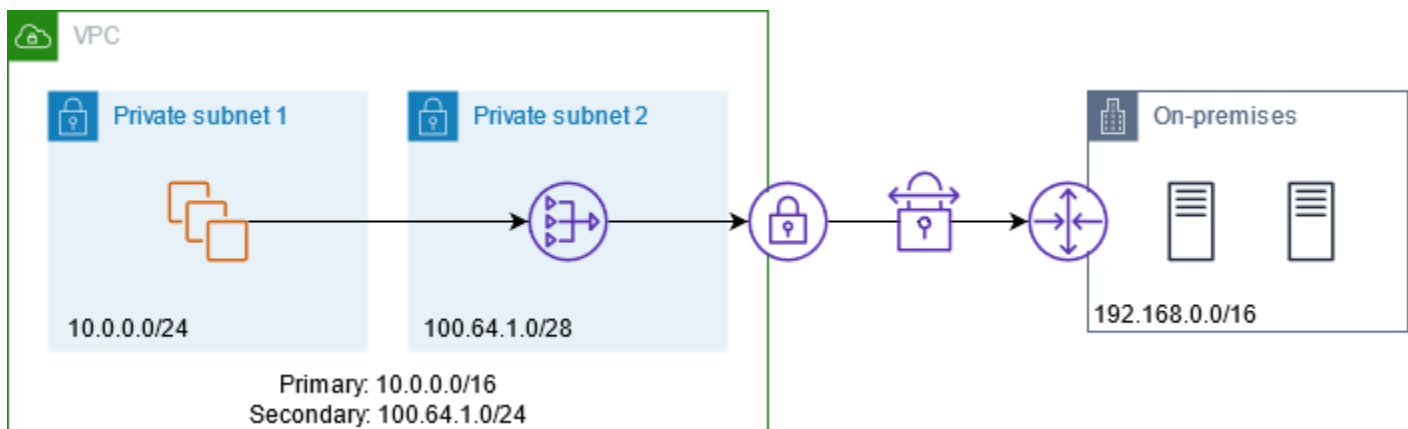 VPC
Private subnet 1
Private subnet 2
On-premises
10.0.0.0/24
100.64.1.0/28
192.168.0.0/16
Primary: 10.0.0.0/16
Secondary: 100.64.1.0/24